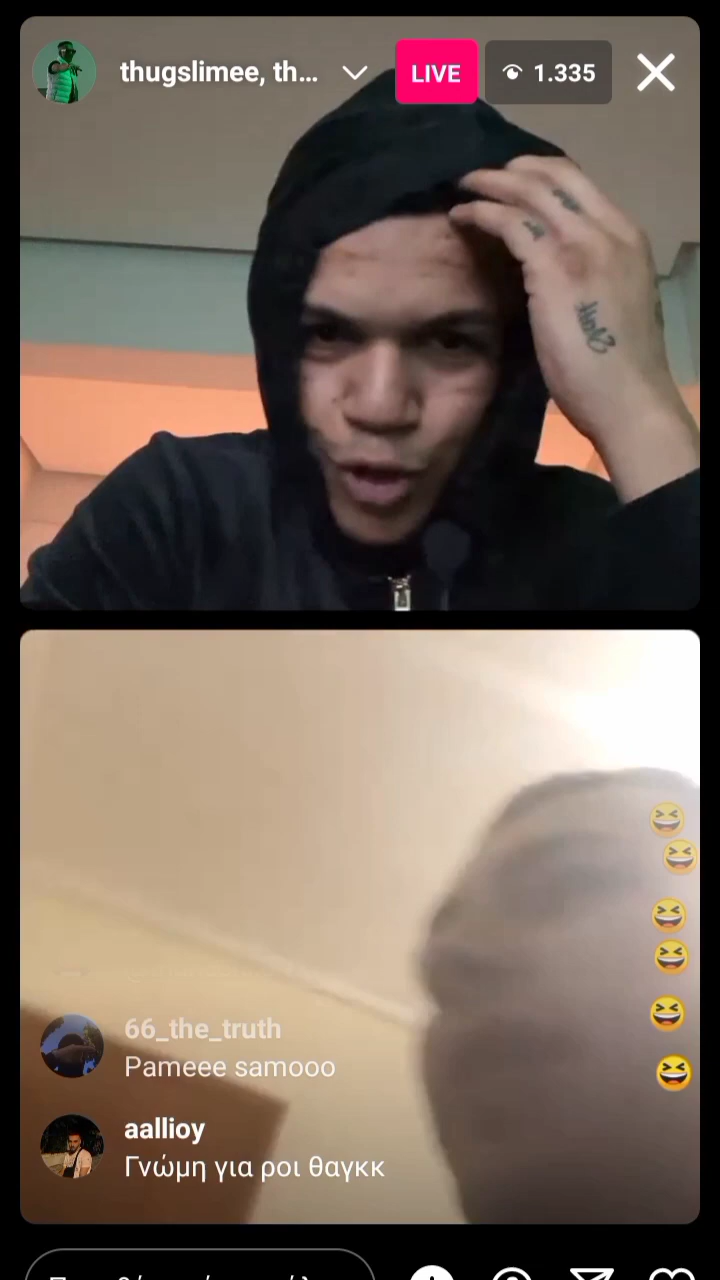 thugslimee, th...
LIVE
1.335
66_the_truth
Pameee samooo
aallioy
Γνώμη για ροι θαγκκ